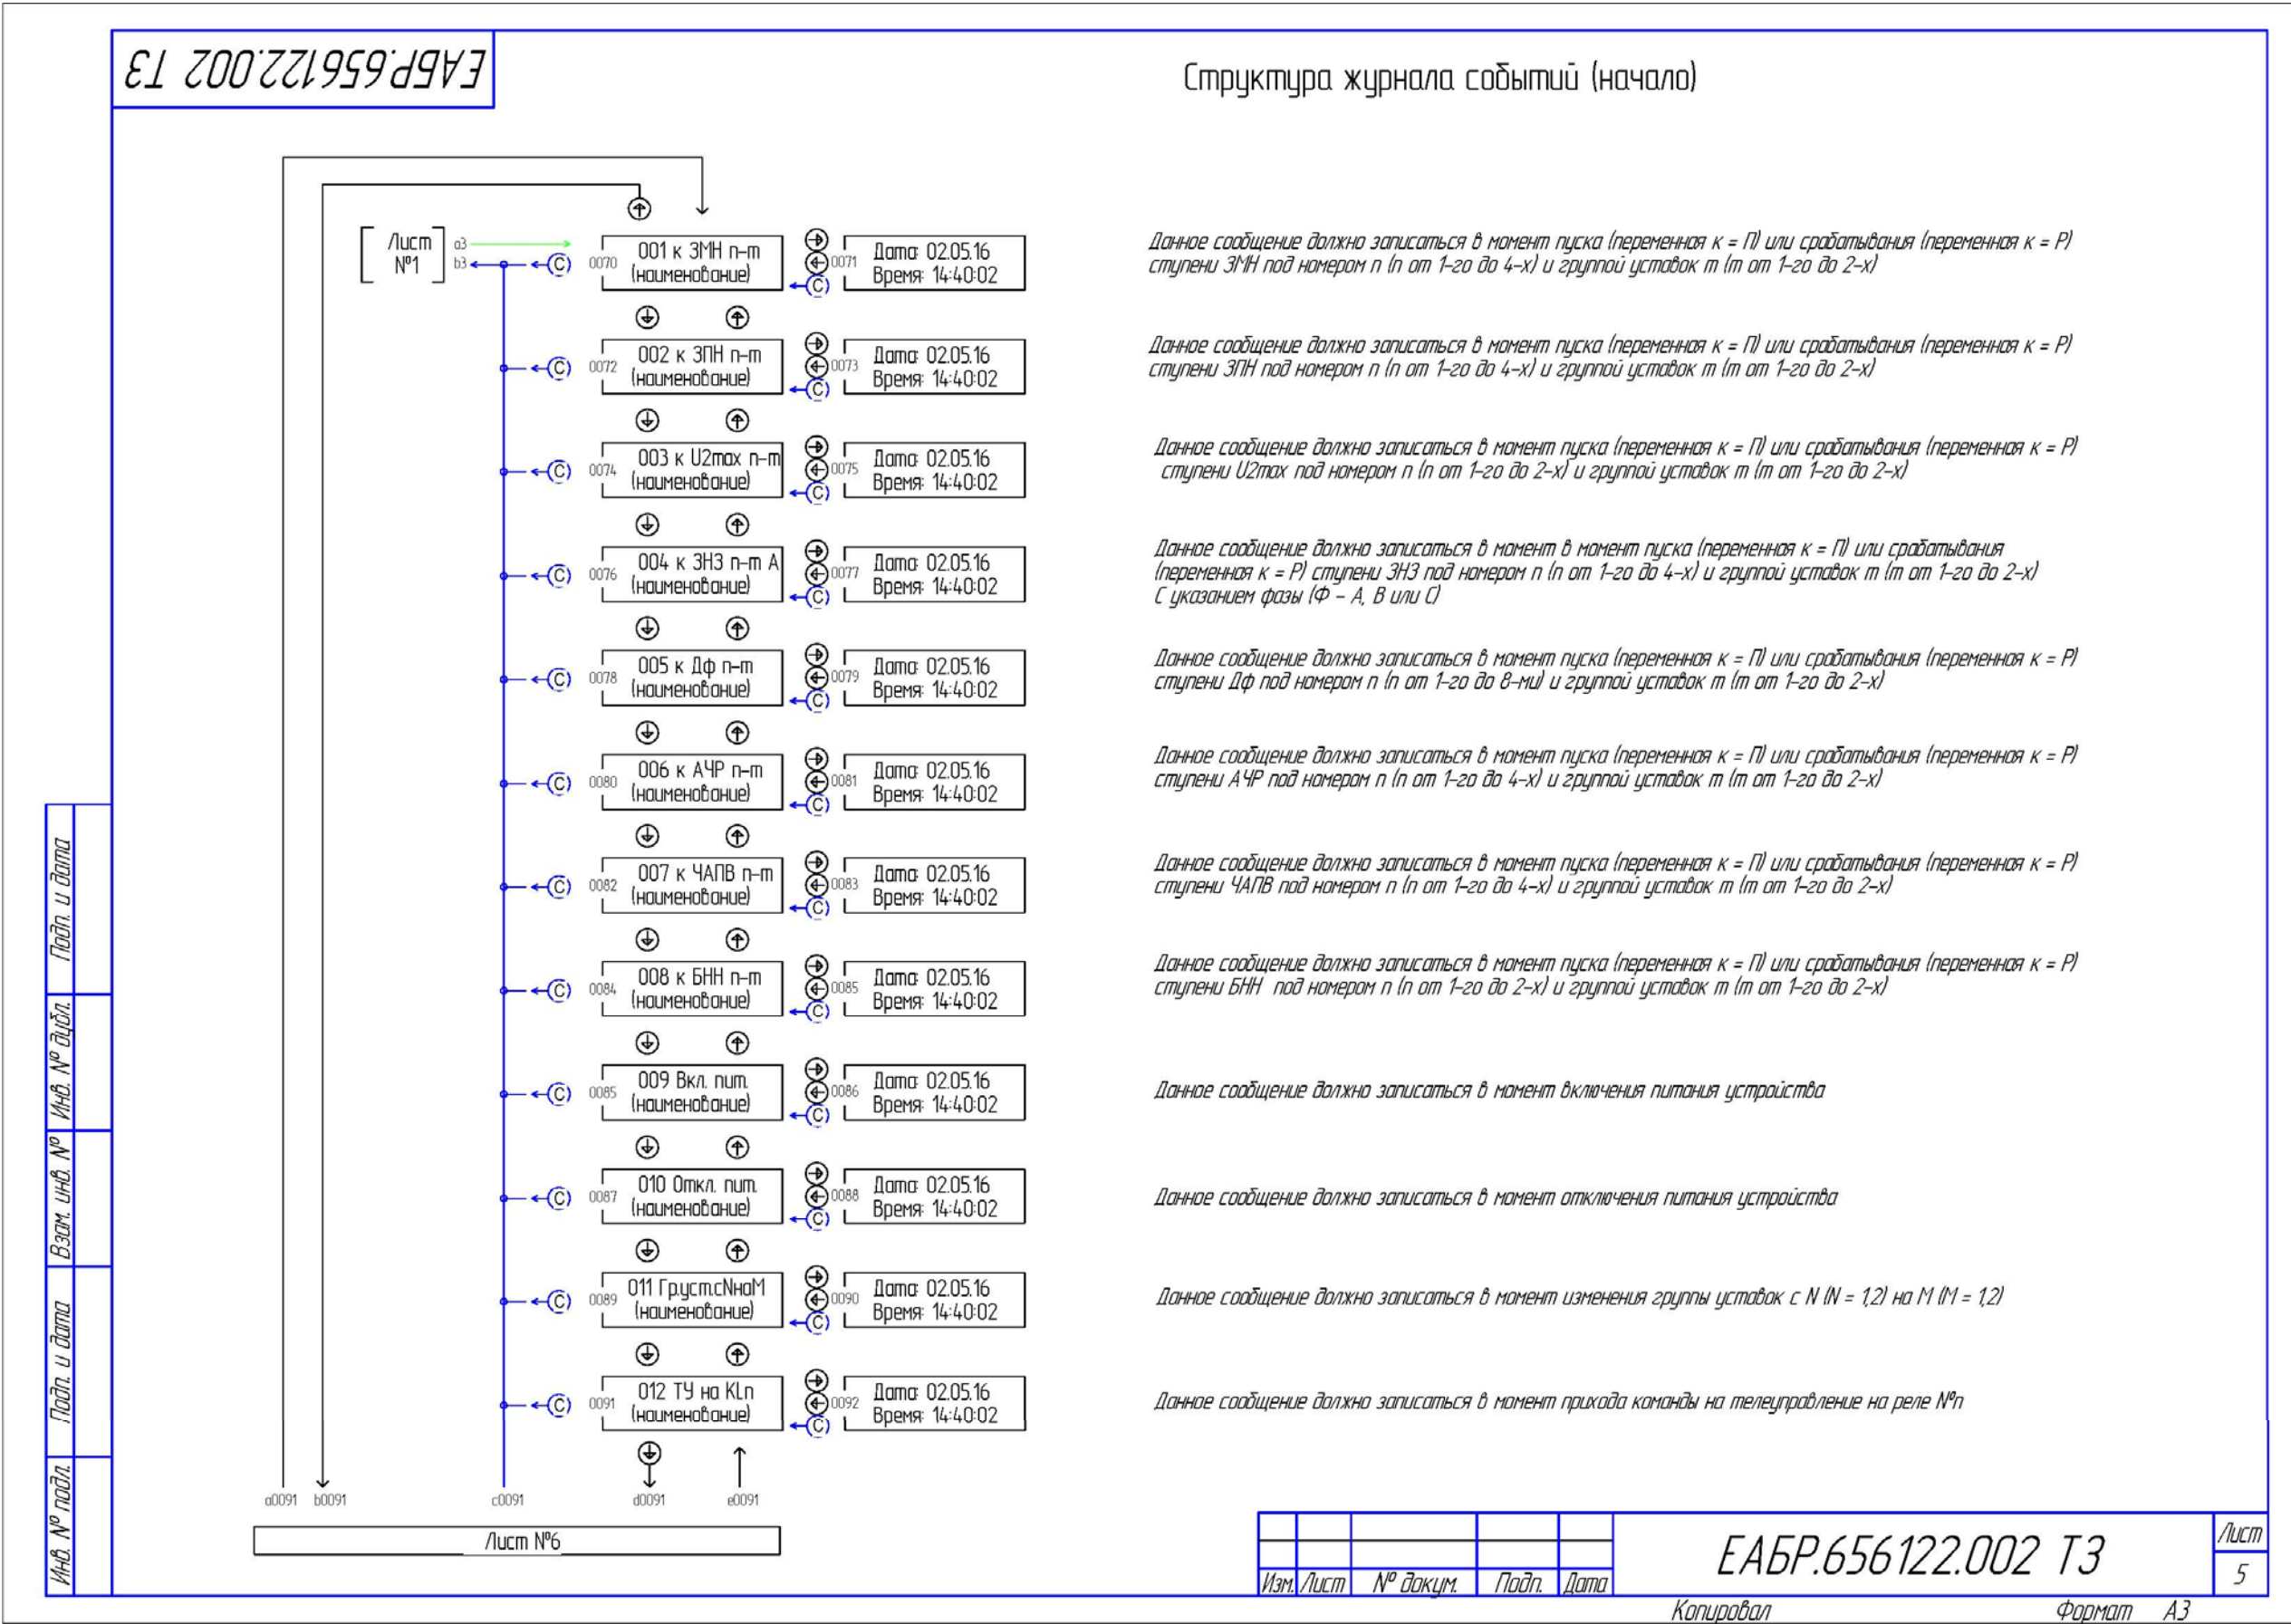 ЕАБР.656122.002 ТЗ
Структура журнала событий (начало)
Лист
№1
а3
b3
С
0070
001 к ЗМН n-m
(наименование)
0071
С
Дата: 02.05.16
Время: 14:40:02
Данное сообщение должно записаться в момент пуска (переменная к = П) или срабатывания (переменная к = Р)
ступени ЗМН под номером n (n от 1-го до 4-х) и группой уставок m (m от 1-го до 2-х)
С
0072
002 к ЗПН n-m
(наименование)
0073
С
Дата: 02.05.16
Время: 14:40:02
Данное сообщение должно записаться в момент пуска (переменная к = П) или срабатывания (переменная к = Р)
ступени ЗПН под номером n (n от 1-го до 4-х) и группой уставок m (m от 1-го до 2-х)
С
0074
003 к U2max n-m
(наименование)
0075
С
Дата: 02.05.16
Время: 14:40:02
Данное сообщение должно записаться в момент пуска (переменная к = П) или срабатывания (переменная к = Р)
ступени U2max под номером n (n от 1-го до 2-х) и группой уставок m (m от 1-го до 2-х)
С
0076
004 к ЗНЗ n-m А
(наименование)
0077
С
Дата: 02.05.16
Время: 14:40:02
Данное сообщение должно записаться в момент в момент пуска (переменная к = П) или срабатывания
(переменная к = Р) ступени ЗНЗ под номером n (n от 1-го до 4-х) и группой уставок m (m от 1-го до 2-х)
С указанием фазы (Ф - А, В или С)
С
0078
005 к Дф n-m
(наименование)
0079
С
Дата: 02.05.16
Время: 14:40:02
Данное сообщение должно записаться в момент пуска (переменная к = П) или срабатывания (переменная к = Р)
ступени Дф под номером n (n от 1-го до 8-ми) и группой уставок m (m от 1-го до 2-х)
С
0080
006 к АЧР n-m
(наименование)
0081
С
Дата: 02.05.16
Время: 14:40:02
Данное сообщение должно записаться в момент пуска (переменная к = П) или срабатывания (переменная к = Р)
ступени АЧР под номером n (n от 1-го до 4-х) и группой уставок m (m от 1-го до 2-х)
С
0082
007 к ЧАПВ n-m
(наименование)
0083
С
Дата: 02.05.16
Время: 14:40:02
Данное сообщение должно записаться в момент пуска (переменная к = П) или срабатывания (переменная к = Р)
ступени ЧАПВ под номером n (n от 1-го до 4-х) и группой уставок m (m от 1-го до 2-х)
С
0084
008 к БНН n-m
(наименование)
0085
С
Дата: 02.05.16
Время: 14:40:02
Данное сообщение должно записаться в момент пуска (переменная к = П) или срабатывания (переменная к = Р)
ступени БНН под номером n (n от 1-го до 2-х) и группой уставок m (m от 1-го до 2-х)
С
0085
009 Вкл. пит.
(наименование)
0086
С
Дата: 02.05.16
Время: 14:40:02
Данное сообщение должно записаться в момент включения питания устройства
С
0087
010 Откл. пит.
(наименование)
0088
С
Дата: 02.05.16
Время: 14:40:02
Данное сообщение должно записаться в момент отключения питания устройства
С
0089
011 Гр.уст.сNнаМ
(наименование)
0090
С
Дата: 02.05.16
Время: 14:40:02
Данное сообщение должно записаться в момент изменения группы уставок с N (N = 1,2) на М (М = 1,2)
С
0091
012 ТУ на KLn
(наименование)
0092
С
Дата: 02.05.16
Время: 14:40:02
Данное сообщение должно записаться в момент прихода команды на телеуправление на реле №n
a0091
b0091
c0091
d0091
e0091
Лист №6
Подп. и дата
Инв. № дубл.
Взам. инв. №
Подп. и дата
Инв. № подл.
Изм.
Лист
№ докум.
Подп.
Дата
ЕАБР.656122.002 ТЗ
Лист
5
Копировал
Формат А3